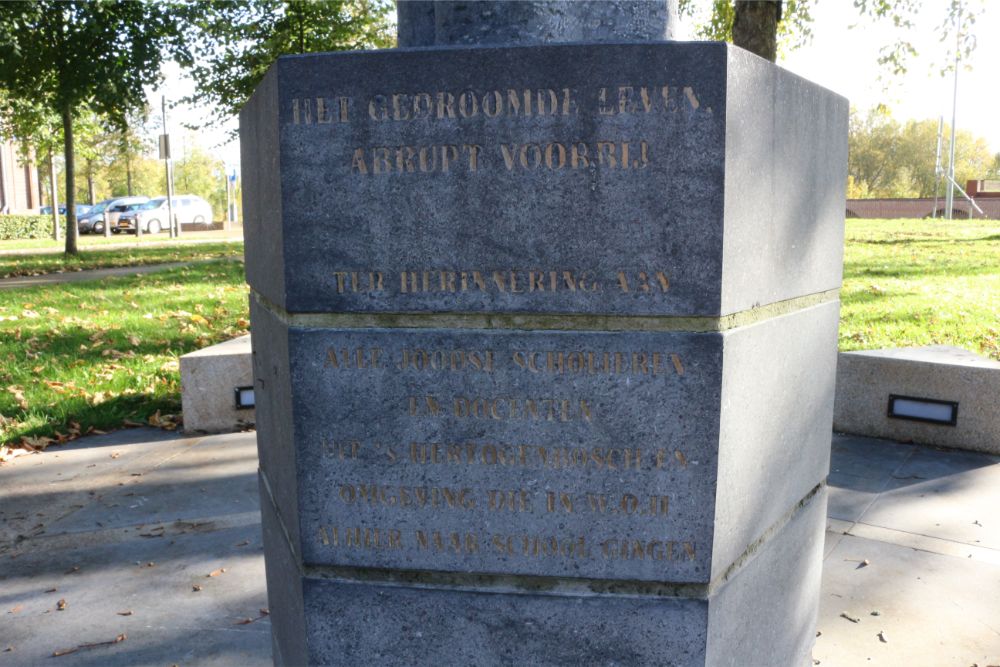 HET GEDROOMDE LEVEN,
ABRUPT VOORBIJ
TER HERINNERING AAN
ALLE JOODSE SCHOLIEREN
EN DOCENTEN
UIT 'S HERTOGENBOSCH EN
OMGEVING DIE IN W.O.II
ALHIER NAAR SCHOOL GINGEN